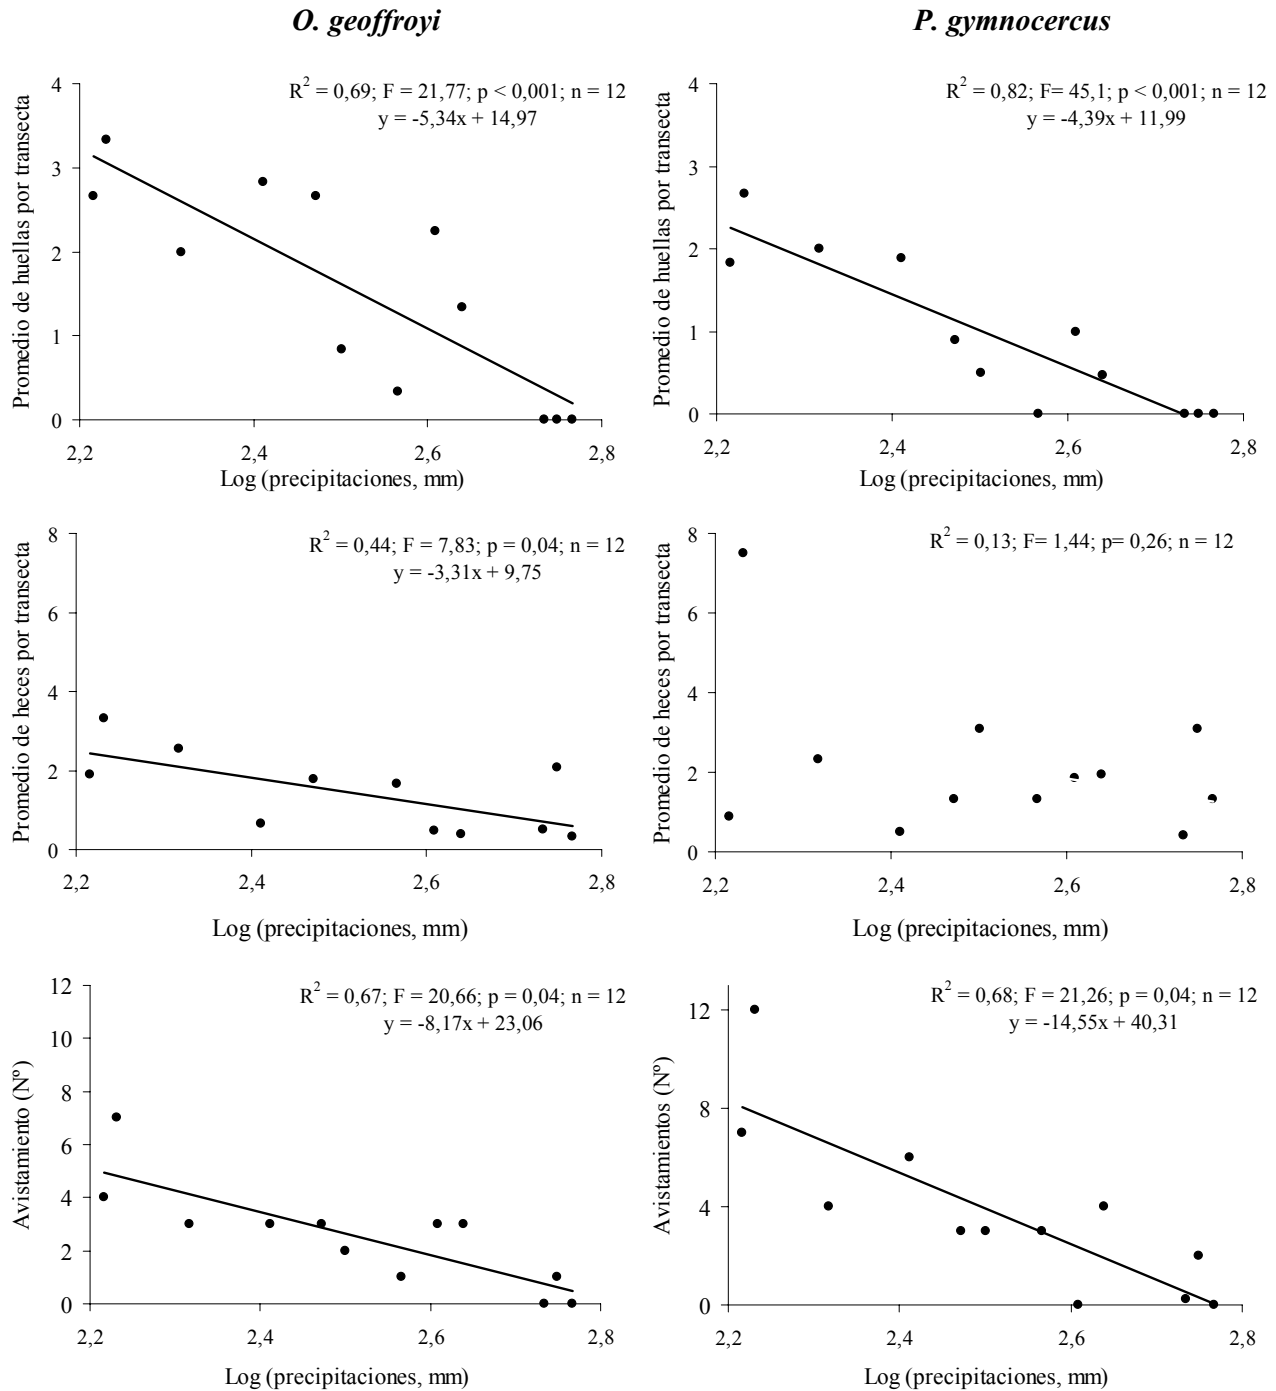 O. geoffroyi
P. gymnocercus
R² = 0,69; F = 21,77; p < 0,001; n = 12
y = -5,34x + 14,97
Promedio de huellas por transecta
4
3
2
1
0
2,2 2,4 2,6 2,8
Log (precipitaciones, mm)
R² = 0,82; F= 45,1; p < 0,001; n = 12
y = -4,39x + 11,99
Promedio de huellas por transecta
4
3
2
1
0
2,2 2,4 2,6 2,8
Log (precipitaciones, mm)
R² = 0,44; F = 7,83; p = 0,04; n = 12
y = -3,31x + 9,75
Promedio de heces por transecta
8
6
4
2
0
2,2 2,4 2,6 2,8
Log (precipitaciones, mm)
R² = 0,13; F= 1,44; p= 0,26; n = 12
Promedio de heces por transecta
8
6
4
2
0
2,2 2,4 2,6 2,8
Log (precipitaciones, mm)
R² = 0,67; F = 20,66; p = 0,04; n = 12
y = -8,17x + 23,06
Avistamiento (Nº)
12
10
8
6
4
2
0
2,2 2,4 2,6 2,8
Log (precipitaciones, mm)
R² = 0,68; F = 21,26; p = 0,04; n = 12
y = -14,55x + 40,31
Avistamientos (Nº)
12
8
4
0
2,2 2,4 2,6 2,8
Log (precipitaciones, mm)